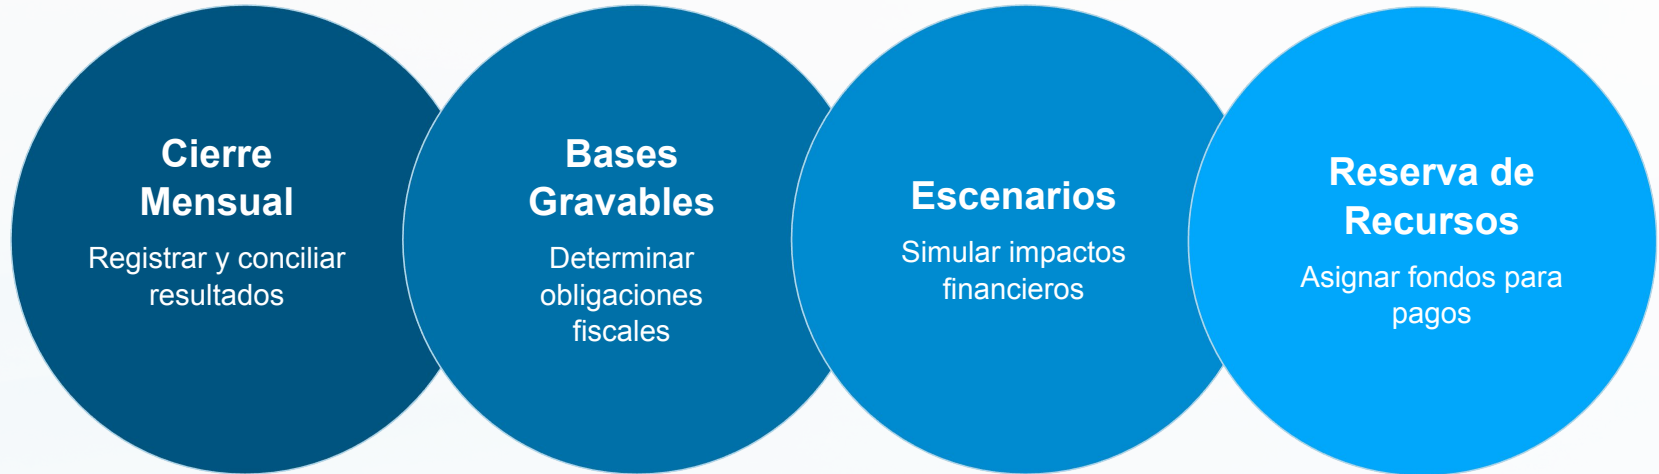 Cierre
Mensual
Registrar y conciliar
resultados
Bases
Gravables
Determinar
obligaciones
fiscales
Escenarios
Simular impactos
financieros
Reserva de
Recursos
Asignar fondos para
pagos